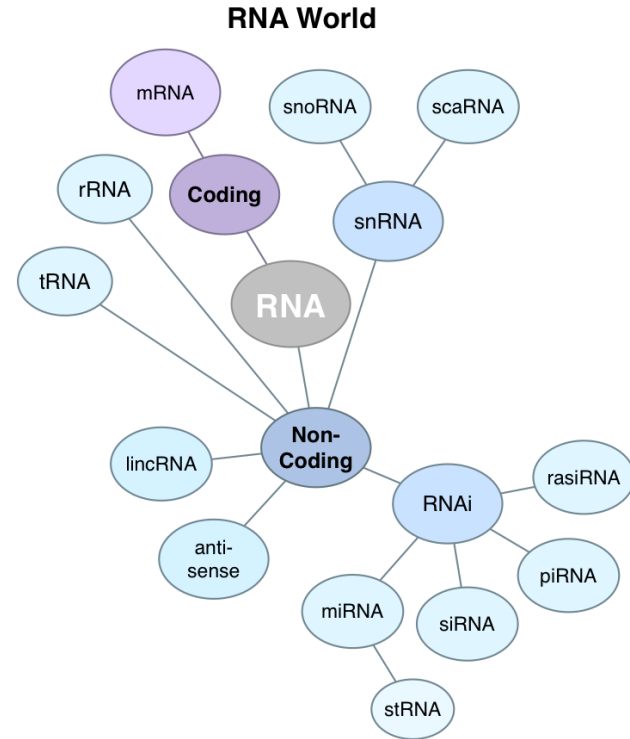 RNA World
mRNA
snoRNA
scaRNA
rRNA
Coding
snRNA
tRNA
RNA
Non-
Coding
lincRNA
rasiRNA
RNAi
anti-
sense
piRNA
miRNA
siRNA
stRNA